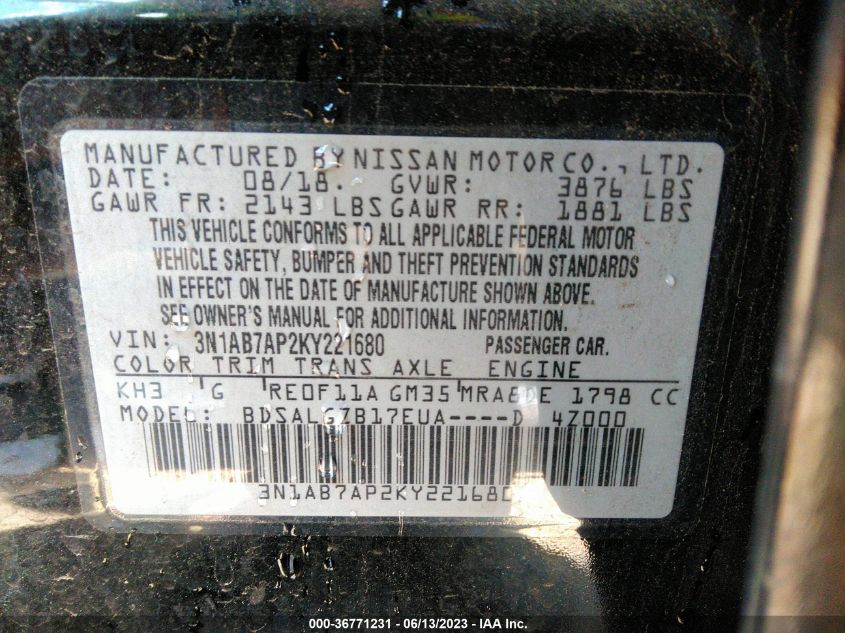 MANUFACTURED BY NISSAN MOTOR CO., LTD.
DATE: 08/18. GVWR: 3876 LBS
GAWR FR: 2143 LBS GAWR RR: 1881 LBS
THIS VEHICLE CONFORMS TO ALL APPLICABLE FEDERAL MOTOR
VEHICLE SAFETY, BUMPER AND THEFT PREVENTION STANDARDS
IN EFFECT ON THE DATE OF MANUFACTURE SHOWN ABOVE.
SEE OWNER'S MANUAL FOR ADDITIONAL INFORMATION.
VIN: 3N1AB7AP2KY221680 PASSENGER CAR.
COLOR TRIM TRANS AXLE ENGINE
KH3 G RE0F11A GM35 MRA8DE 1798 CC
MODEL: BDSALGZB17EUA----D 4Z000
3N1AB7AP2KY221680
000-36771231 - 06/13/2023 - IAA Inc.